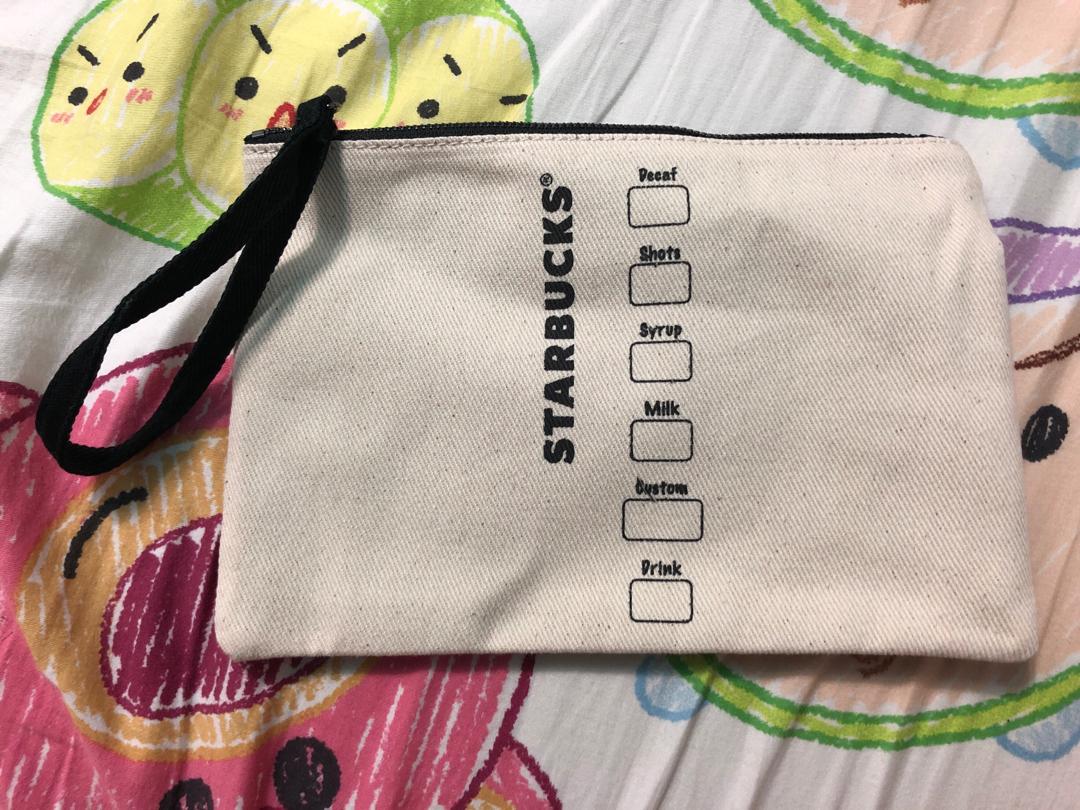 STARBUCKS®
Decaf
Shots
Syrup
Milk
Custom
Drink